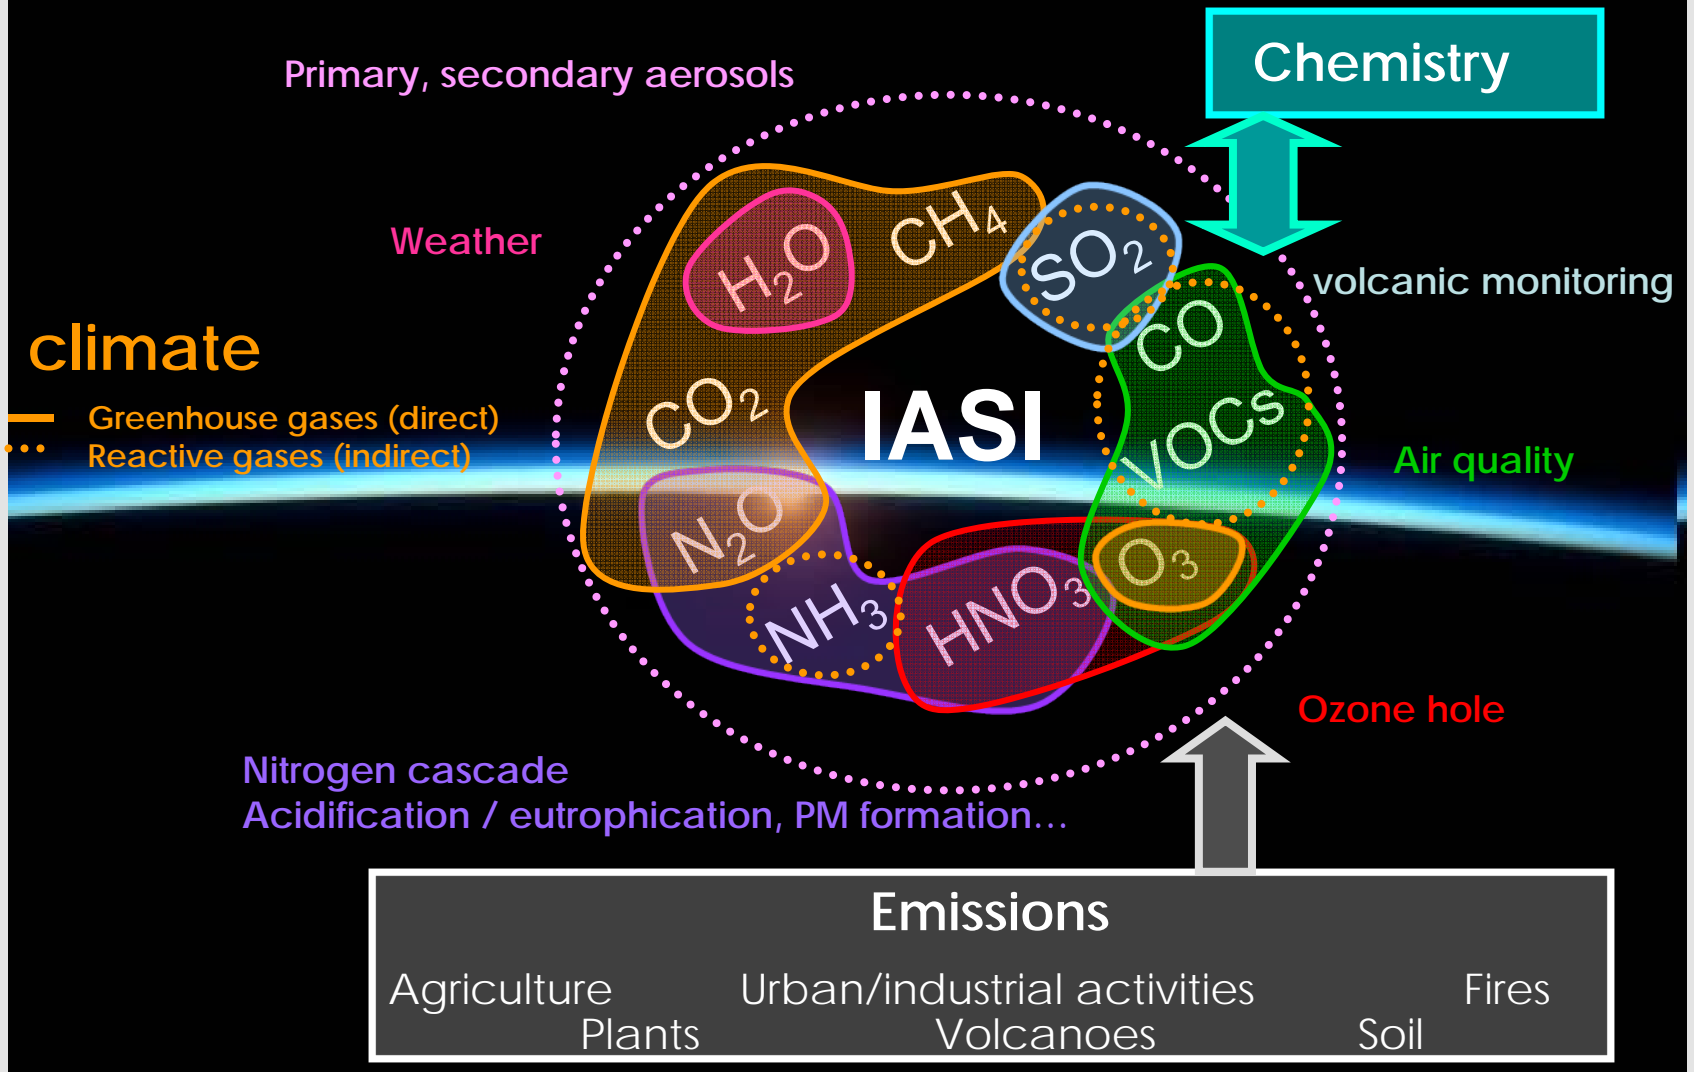 Chemistry
Primary, secondary aerosols
Weather
H₂O
CH₄
SO₂
volcanic monitoring
climate
Greenhouse gases (direct)
Reactive gases (indirect)
CO₂
IASI
CO
VOCs
Air quality
N₂O
NH₃
HNO₃
O₃
Ozone hole
Nitrogen cascade
Acidification / eutrophication, PM formation…
Emissions
Agriculture Urban/industrial activities Fires
Plants Volcanoes Soil